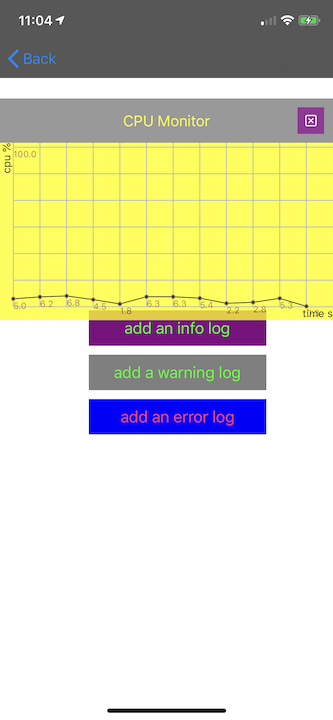 11:04
Back
CPU Monitor
cpu %
100.0
5.0 6.2 6.8 4.5 1.8 6.3 6.3 5.4 2.2 2.8 5.3
time s
add an info log
add a warning log
add an error log